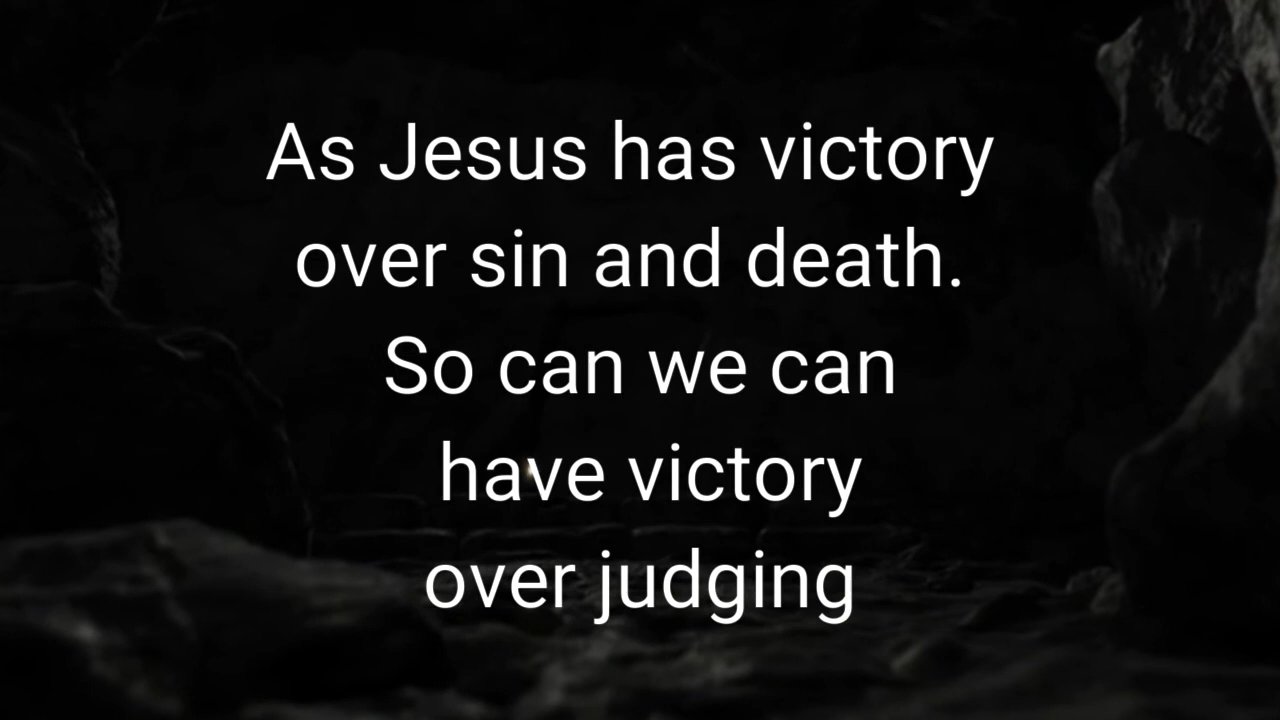 As Jesus has victory
over sin and death.
So can we can
have victory
over judging